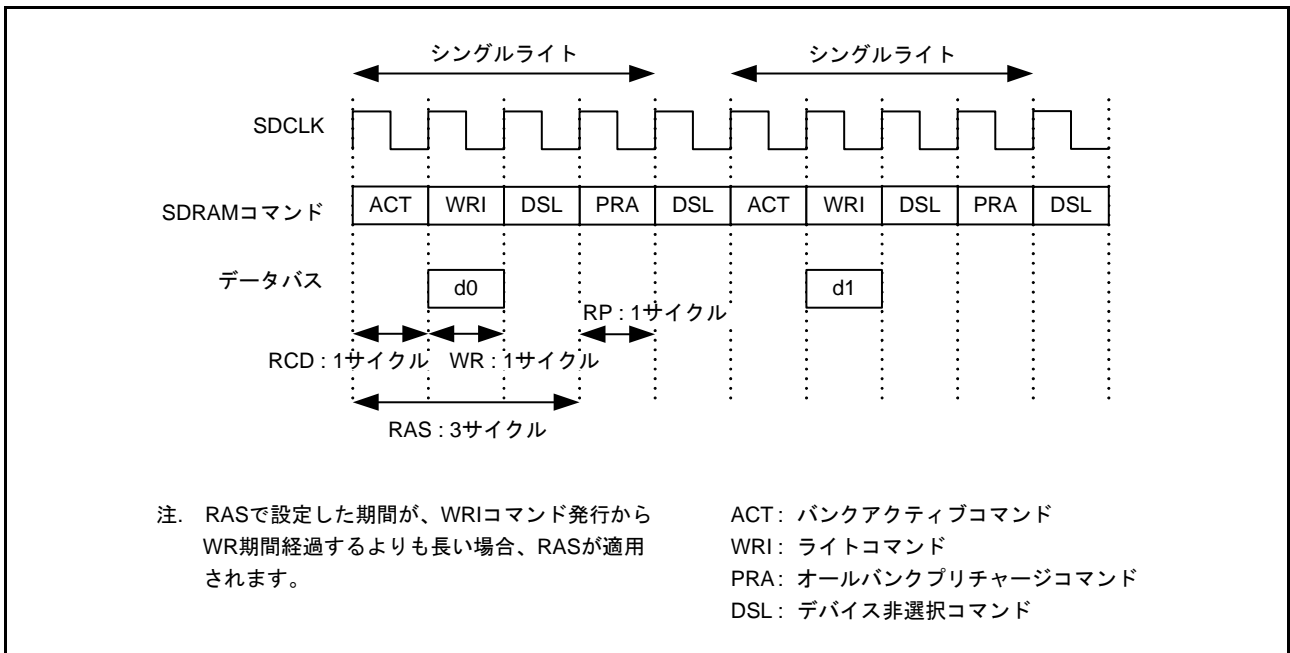 シングルライト シングルライト
SDCLK
SDRAMコマンド ACT WRI DSL PRA DSL ACT WRI DSL PRA DSL
データバス d0 d1
RP : 1サイクル
RCD : 1サイクル WR : 1サイクル
RAS : 3サイクル
注. RASで設定した期間が、WRIコマンド発行から
WR期間経過するよりも長い場合、RASが適用
されます。
ACT : バンクアクティブコマンド
WRI : ライトコマンド
PRA : オールバンクプリチャージコマンド
DSL : デバイス非選択コマンド